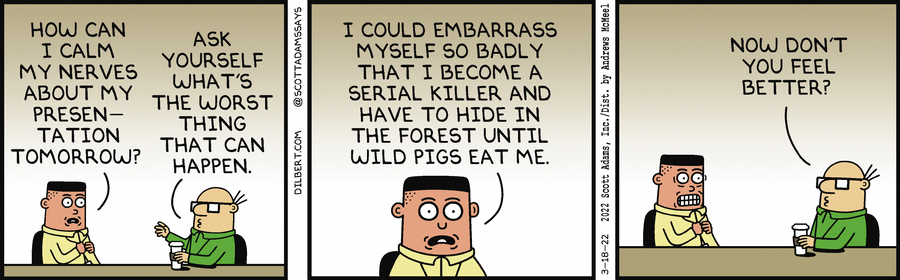 HOW CAN
I CALM
MY NERVES
ABOUT MY
PRESEN-
TATION
TOMORROW?
ASK
YOURSELF
WHAT'S
THE WORST
THING
THAT CAN
HAPPEN.
DILBERT.COM @SCOTTADAMSSAYS
I COULD EMBARRASS
MYSELF SO BADLY
THAT I BECOME A
SERIAL KILLER AND
HAVE TO HIDE IN
THE FOREST UNTIL
WILD PIGS EAT ME.
3-18-22 2022 Scott Adams, Inc./Dist. by Andrews McMeel
NOW DON'T
YOU FEEL
BETTER?